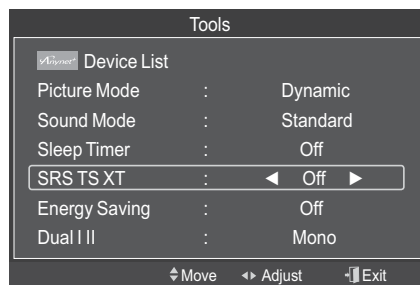 Tools
Anynet+ Device List
Picture Mode : Dynamic
Sound Mode : Standard
Sleep Timer : Off
SRS TS XT : ◄ Off ►
Energy Saving : Off
Dual I II : Mono
Move Adjust Exit